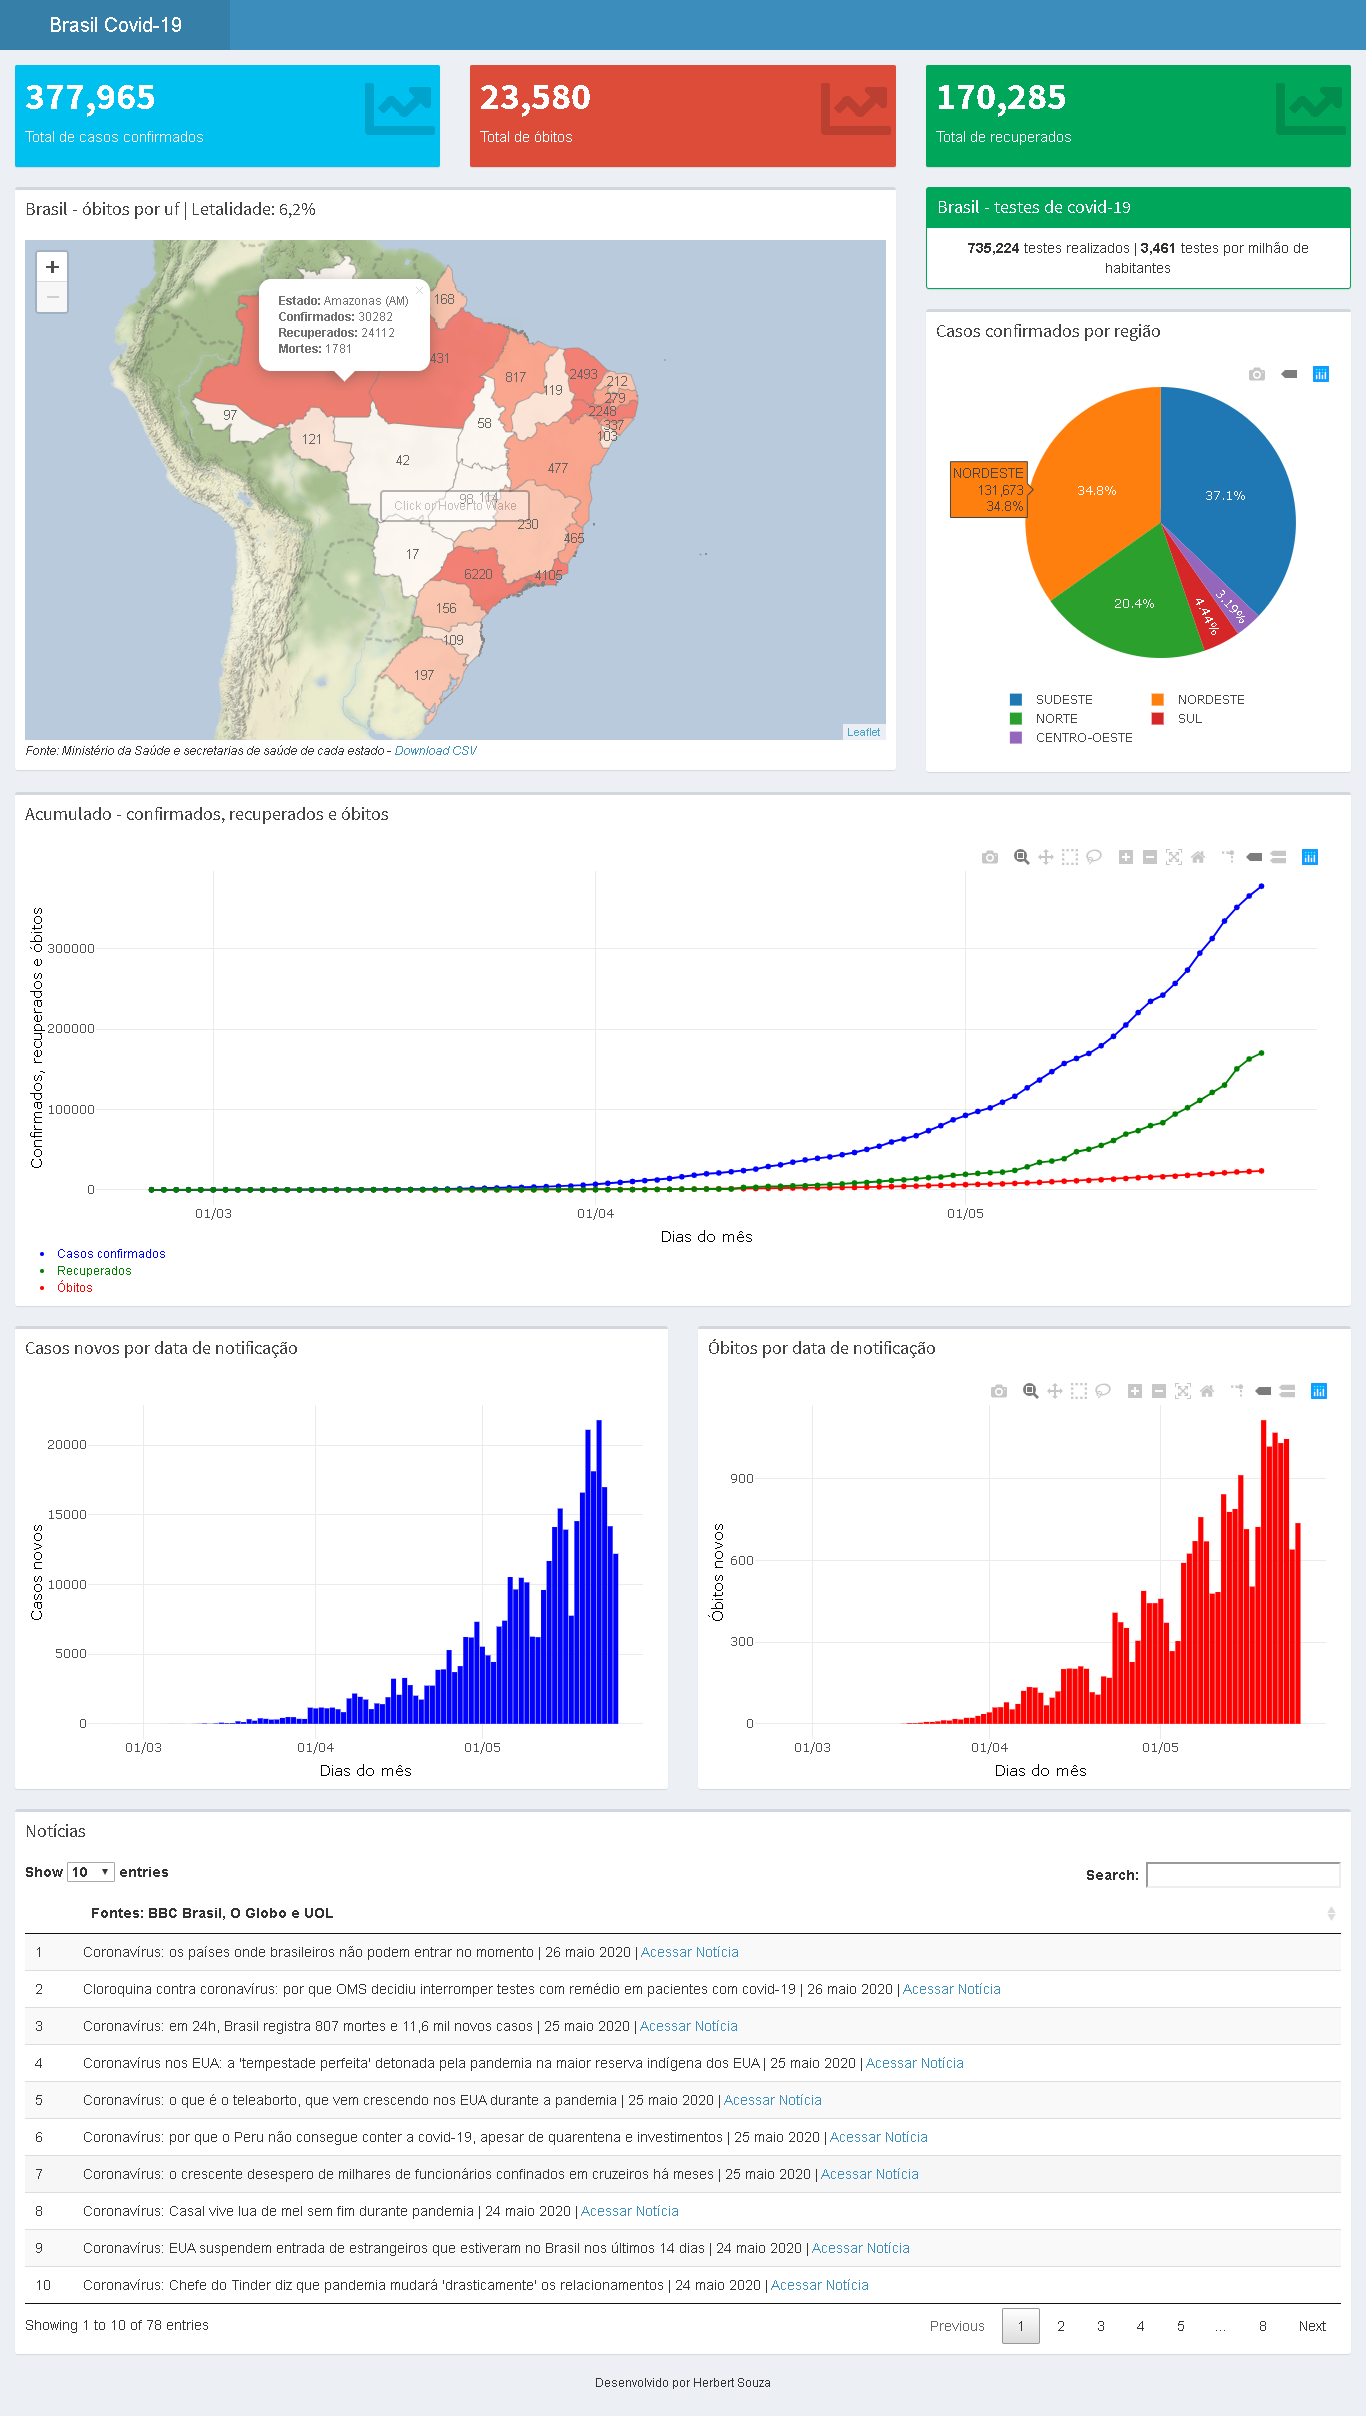 Brasil Covid-19
377,965
Total de casos confirmados
23,580
Total de óbitos
170,285
Total de recuperados
Brasil - óbitos por uf | Letalidade: 6,2%
+
−
Estado: Amazonas (AM)
Confirmados: 30282
Recuperados: 24112
Mortes: 1781
×
168
431
817
119
2493
212
279
2248
337
103
97
121
58
42
477
98
114
Click or Hover to Wake
230
465
17
6220
4105
156
109
197
Leaflet
Fonte: Ministério da Saúde e secretarias de saúde de cada estado - Download CSV
Brasil - testes de covid-19
735,224 testes realizados | 3,461 testes por milhão de
habitantes
Casos confirmados por região
NORDESTE
131,673
34.8%
34.8%
37.1%
20.4%
4.44%
3.19%
SUDESTE
NORDESTE
NORTE
SUL
CENTRO-OESTE
Acumulado - confirmados, recuperados e óbitos
Confirmados, recuperados e óbitos
300000
200000
100000
0
01/03
01/04
01/05
Dias do mês
Casos confirmados
Recuperados
Óbitos
Casos novos por data de notificação
Casos novos
20000
15000
10000
5000
0
01/03
01/04
01/05
Dias do mês
Óbitos por data de notificação
Óbitos novos
900
600
300
0
01/03
01/04
01/05
Dias do mês
Notícias
Show 10 entries
Search:
Fontes: BBC Brasil, O Globo e UOL
1 Coronavírus: os países onde brasileiros não podem entrar no momento | 26 maio 2020 | Acessar Notícia
2 Cloroquina contra coronavírus: por que OMS decidiu interromper testes com remédio em pacientes com covid-19 | 26 maio 2020 | Acessar Notícia
3 Coronavírus: em 24h, Brasil registra 807 mortes e 11,6 mil novos casos | 25 maio 2020 | Acessar Notícia
4 Coronavírus nos EUA: a 'tempestade perfeita' detonada pela pandemia na maior reserva indígena dos EUA | 25 maio 2020 | Acessar Notícia
5 Coronavírus: o que é o teleaborto, que vem crescendo nos EUA durante a pandemia | 25 maio 2020 | Acessar Notícia
6 Coronavírus: por que o Peru não consegue conter a covid-19, apesar de quarentena e investimentos | 25 maio 2020 | Acessar Notícia
7 Coronavírus: o crescente desespero de milhares de funcionários confinados em cruzeiros há meses | 25 maio 2020 | Acessar Notícia
8 Coronavírus: Casal vive lua de mel sem fim durante pandemia | 24 maio 2020 | Acessar Notícia
9 Coronavírus: EUA suspendem entrada de estrangeiros que estiveram no Brasil nos últimos 14 dias | 24 maio 2020 | Acessar Notícia
10 Coronavírus: Chefe do Tinder diz que pandemia mudará 'drasticamente' os relacionamentos | 24 maio 2020 | Acessar Notícia
Showing 1 to 10 of 78 entries
Previous 1 2 3 4 5 … 8 Next
Desenvolvido por Herbert Souza